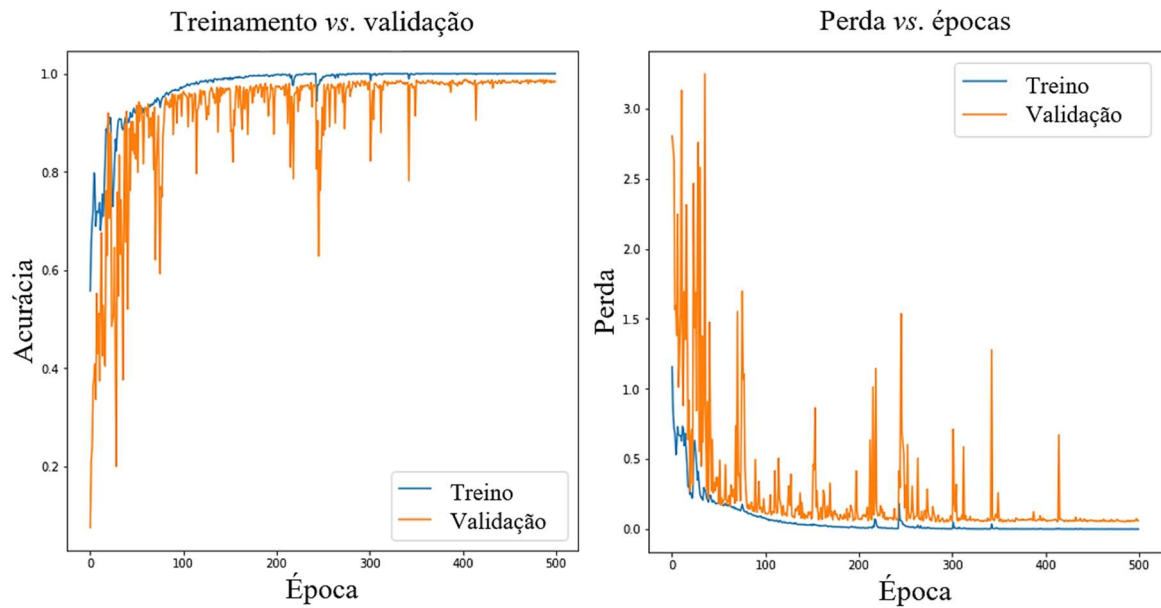 Treinamento vs. validação
Acurácia
1.0
0.8
0.6
0.4
0.2
0
100
200
300
400
500
Época
Treino
Validação
Perda vs. épocas
Perda
3.0
2.5
2.0
1.5
1.0
0.5
0.0
0
100
200
300
400
500
Época
Treino
Validação